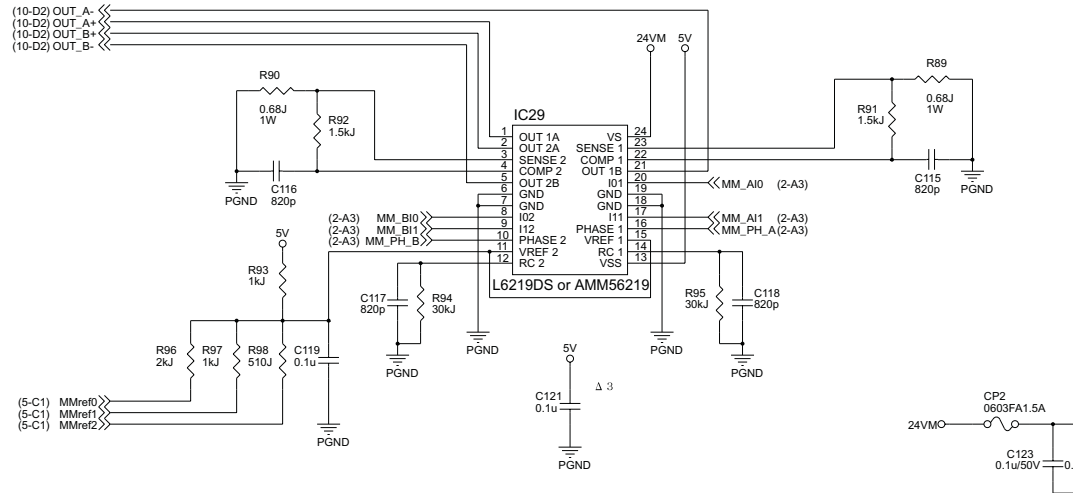 (10-D2) OUT_A-
(10-D2) OUT_A+
(10-D2) OUT_B+
(10-D2) OUT_B-
24VM
5V
R90
0.68J
1W
R92
1.5kJ
C116
820p
PGND
IC29
1 OUT 1A
2 OUT 2A
3 SENSE 2
4 COMP 2
5 OUT 2B
6 GND
7 GND
8 I02
9 I12
10 PHASE 2
11 VREF 2
12 RC 2
VS 24
SENSE 1 23
COMP 1 22
OUT 1B 21
I01 20
GND 19
GND 18
I11 17
PHASE 1 16
VREF 1 15
RC 1 14
VSS 13
L6219DS or AMM56219
R89
0.68J
1W
R91
1.5kJ
C115
820p
PGND
MM_AI0 (2-A3)
MM_AI1 (2-A3)
MM_PH_A(2-A3)
(2-A3) MM_BI0
(2-A3) MM_BI1
(2-A3) MM_PH_B
5V
R93
1kJ
C117
820p
R94
30kJ
PGND
PGND
R95
30kJ
C118
820p
PGND
PGND
R96
2kJ
R97
1kJ
R98
510J
C119
0.1u
PGND
(5-C1) MMref0
(5-C1) MMref1
(5-C1) MMref2
5V
C121
0.1u
Δ 3
PGND
CP2
0603FA1.5A
24VM
C123
0.1u/50V
0.